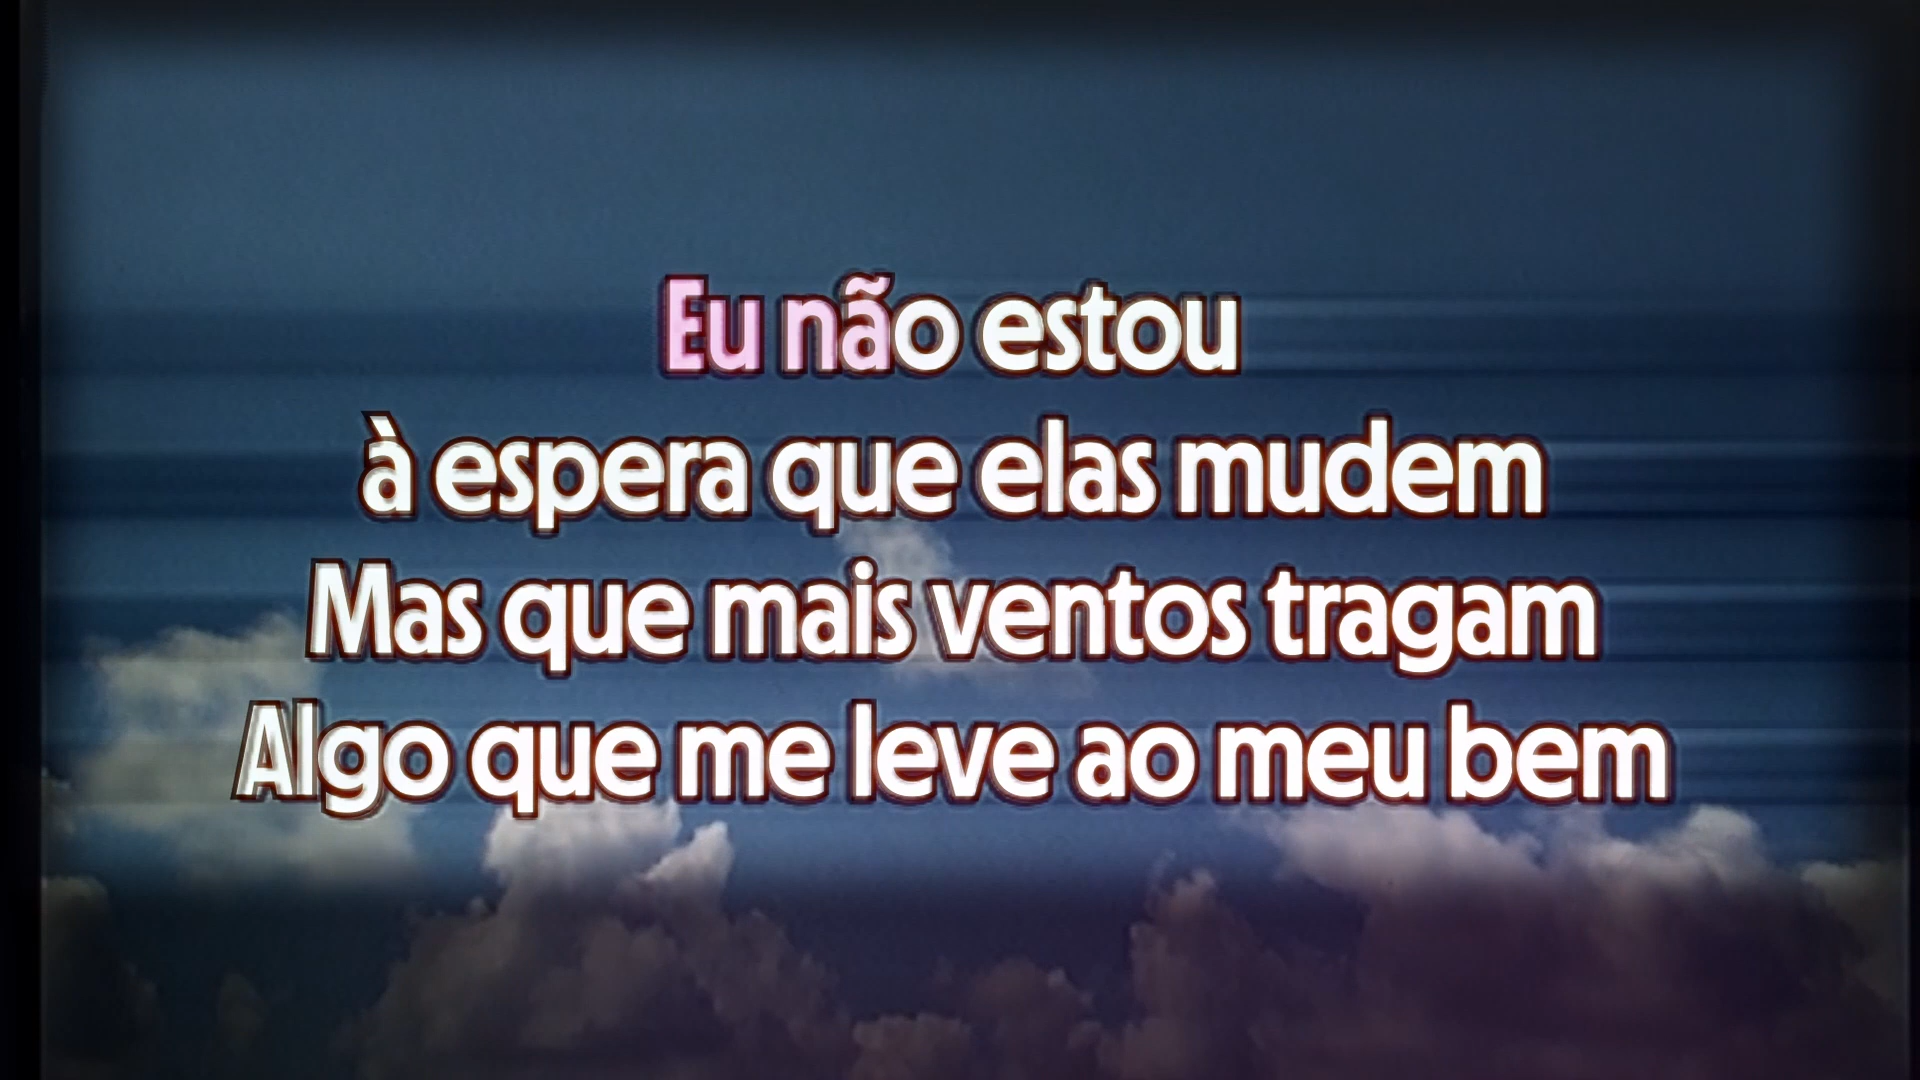 Eu não estou
à espera que elas mudem
Mas que mais ventos tragam
Algo que me leve ao meu bem